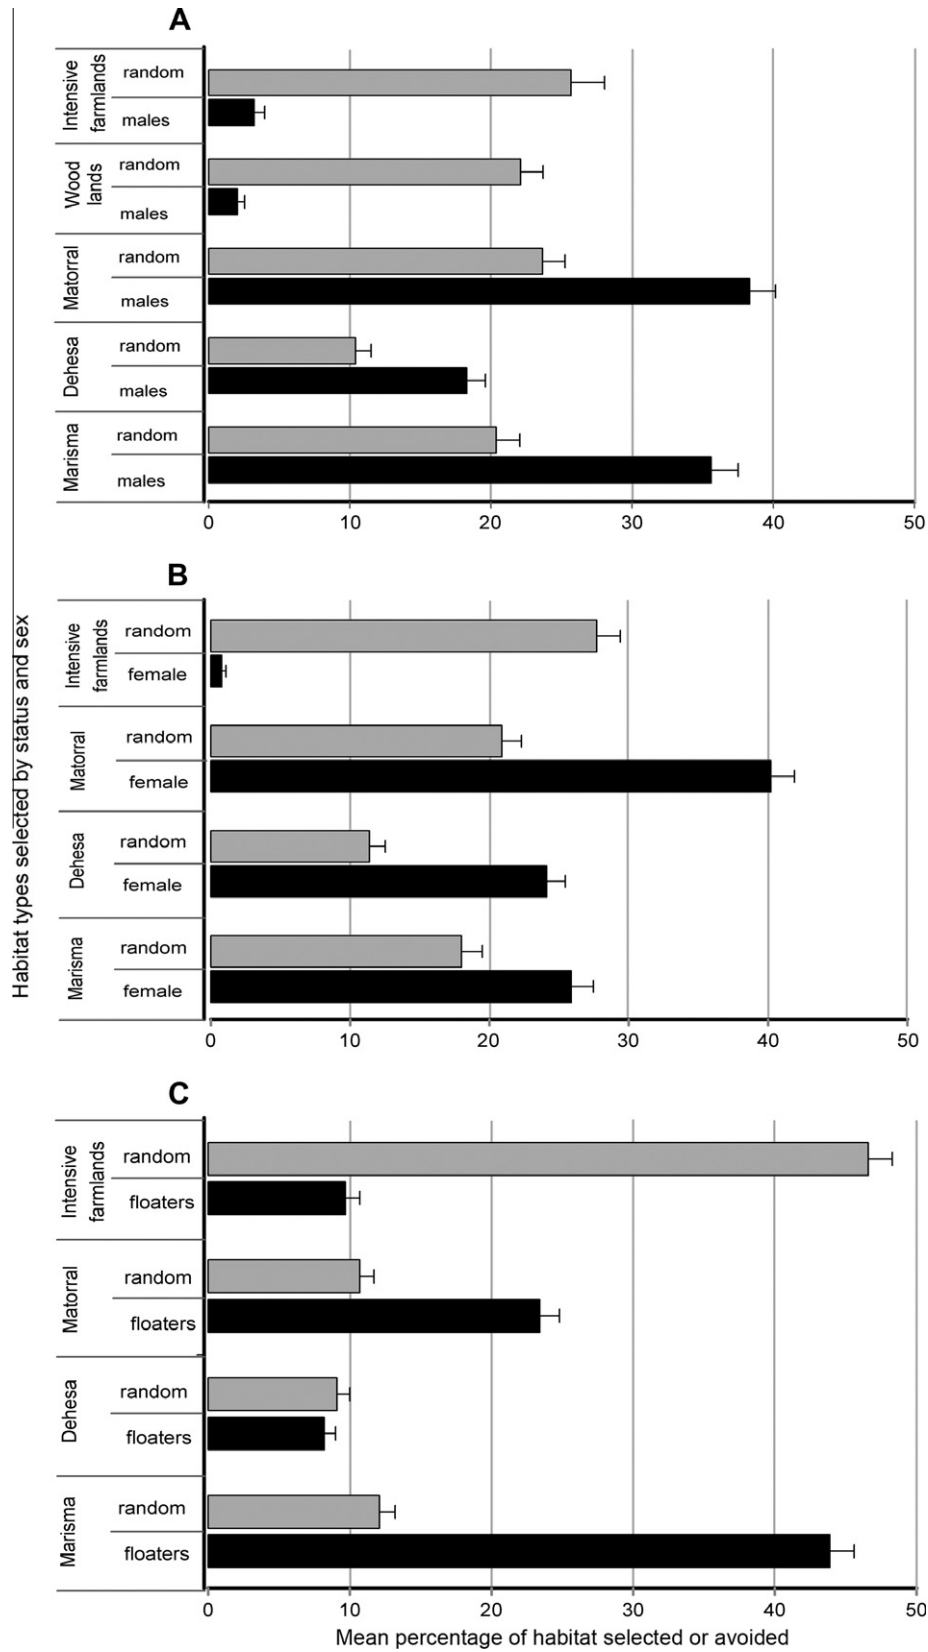 A
Intensive
farmlands
random
males
Wood
lands
random
males
Matorral
random
males
Dehesa
random
males
Marisma
random
males
0 10 20 30 40 50
B
Intensive
farmlands
random
female
Matorral
random
female
Dehesa
random
female
Marisma
random
female
0 10 20 30 40 50
Habitat types selected by status and sex
C
Intensive
farmlands
random
floaters
Matorral
random
floaters
Dehesa
random
floaters
Marisma
random
floaters
0 10 20 30 40 50
Mean percentage of habitat selected or avoided